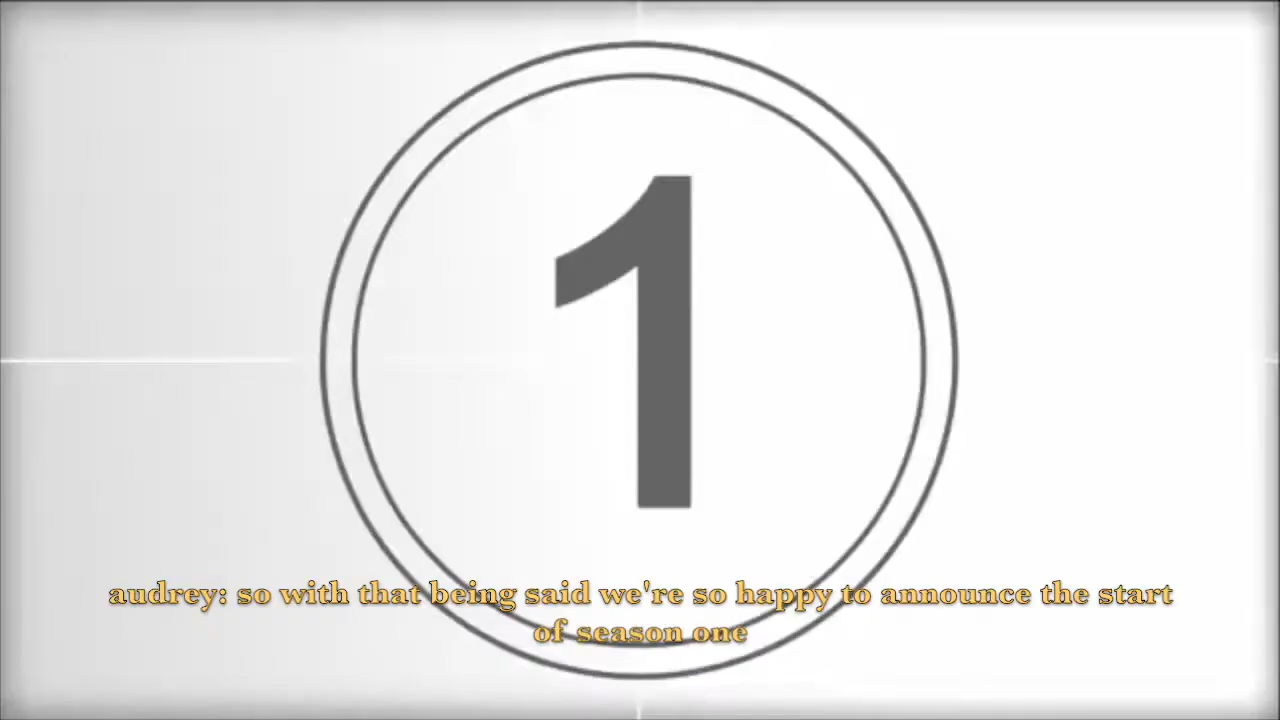 1
audrey: so with that being said we're so happy to announce the start
of season one